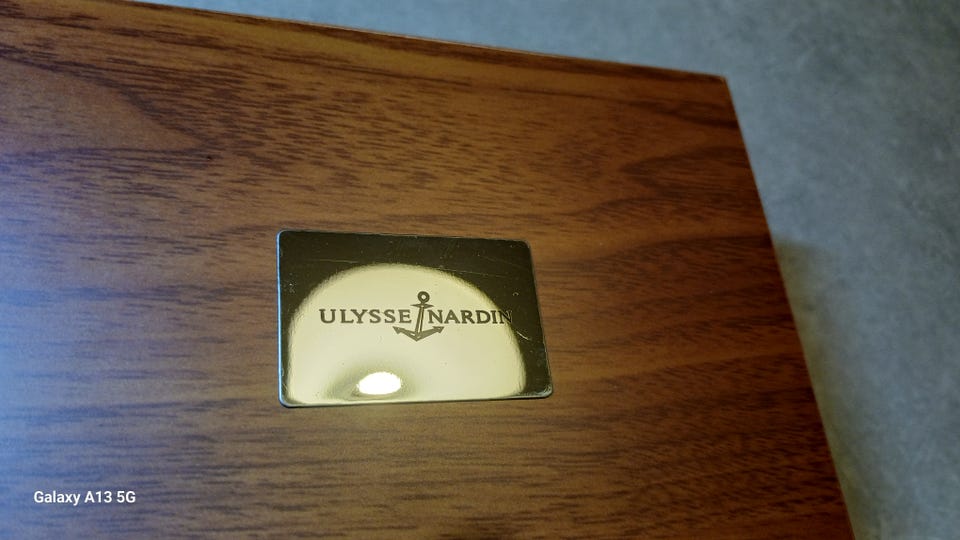 ULYSSE NARDIN
Galaxy A13 5G